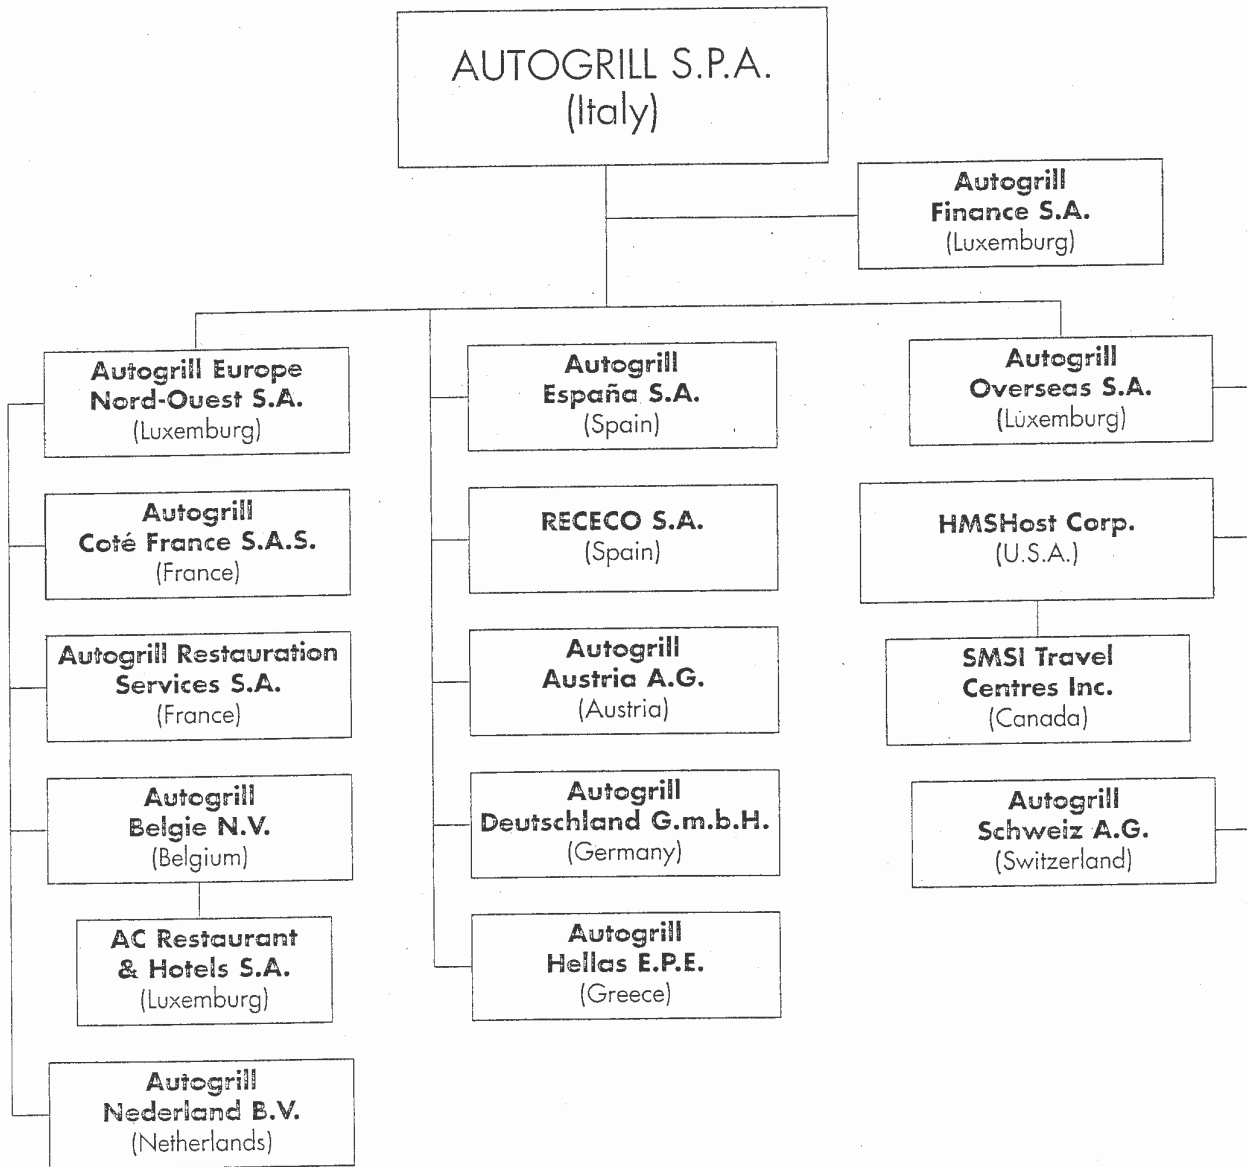 AUTOGRILL S.P.A.
(Italy)
Autogrill
Finance S.A.
(Luxemburg)
Autogrill Europe
Nord-Ouest S.A.
(Luxemburg)
Autogrill
Coté France S.A.S.
(France)
Autogrill Restauration
Services S.A.
(France)
Autogrill
Belgie N.V.
(Belgium)
AC Restaurant
& Hotels S.A.
(Luxemburg)
Autogrill
Nederland B.V.
(Netherlands)
Autogrill
España S.A.
(Spain)
RECECO S.A.
(Spain)
Autogrill
Austria A.G.
(Austria)
Autogrill
Deutschland G.m.b.H.
(Germany)
Autogrill
Hellas E.P.E.
(Greece)
Autogrill
Overseas S.A.
(Luxemburg)
HMSHost Corp.
(U.S.A.)
SMSI Travel
Centres Inc.
(Canada)
Autogrill
Schweiz A.G.
(Switzerland)